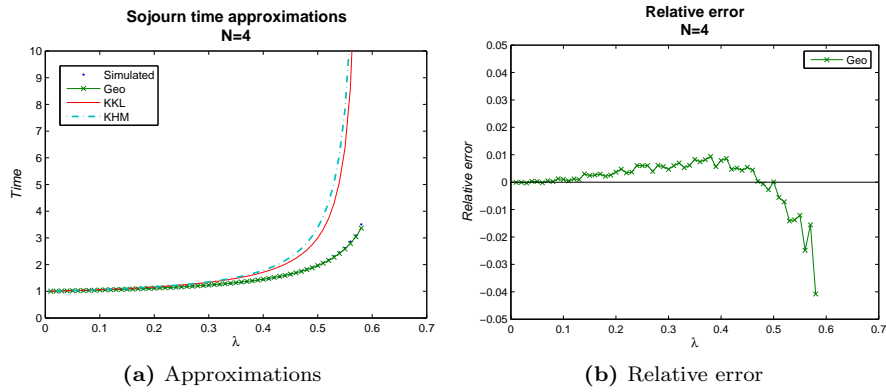 Sojourn time approximations
N=4
10
9
8
7
6
5
4
3
2
1
0
Time
Simulated
Geo
KKL
KHM
0 0.1 0.2 0.3 0.4 0.5 0.6 0.7
λ
(a) Approximations
Relative error
N=4
0.05
0.04
0.03
0.02
0.01
0
−0.01
−0.02
−0.03
−0.04
−0.05
Relative error
Geo
0 0.1 0.2 0.3 0.4 0.5 0.6 0.7
λ
(b) Relative error